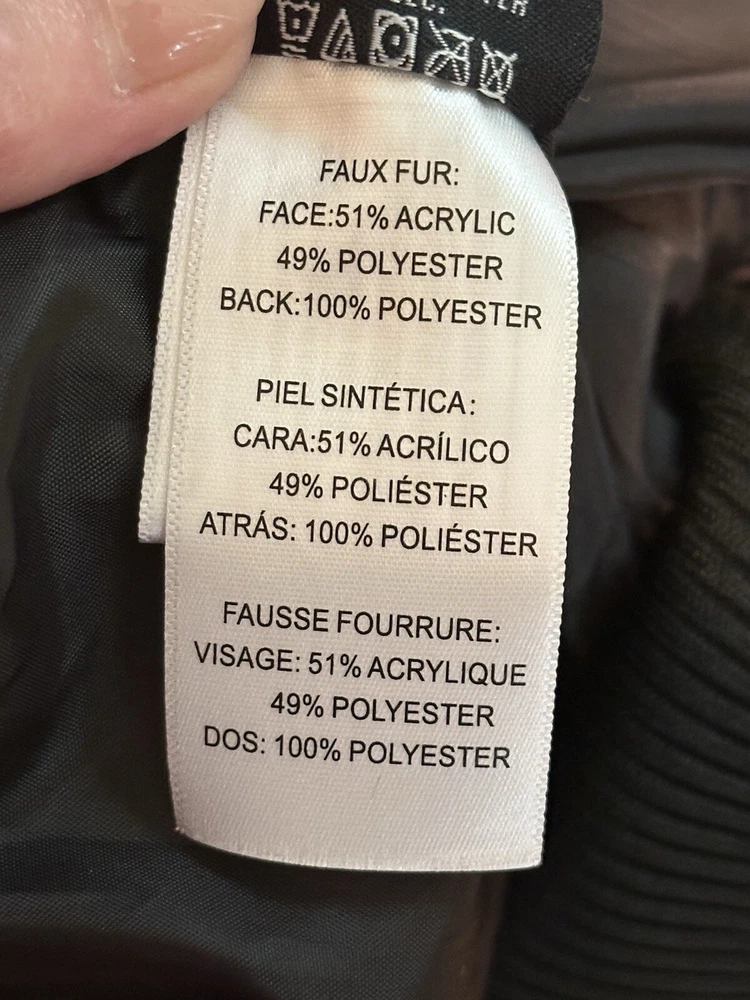 FAUX FUR:
FACE:51% ACRYLIC
49% POLYESTER
BACK:100% POLYESTER
PIEL SINTÉTICA:
CARA:51% ACRÍLICO
49% POLIÉSTER
ATRÁS: 100% POLIÉSTER
FAUSSE FOURRURE:
VISAGE: 51% ACRYLIQUE
49% POLYESTER
DOS: 100% POLYESTER